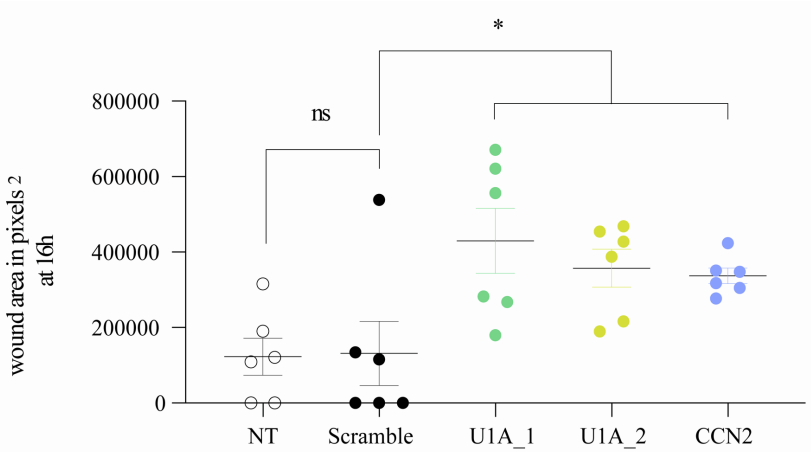 *
ns
800000
600000
400000
200000
0
wound area in pixels 2
at 16h
NT Scramble U1A_1 U1A_2 CCN2